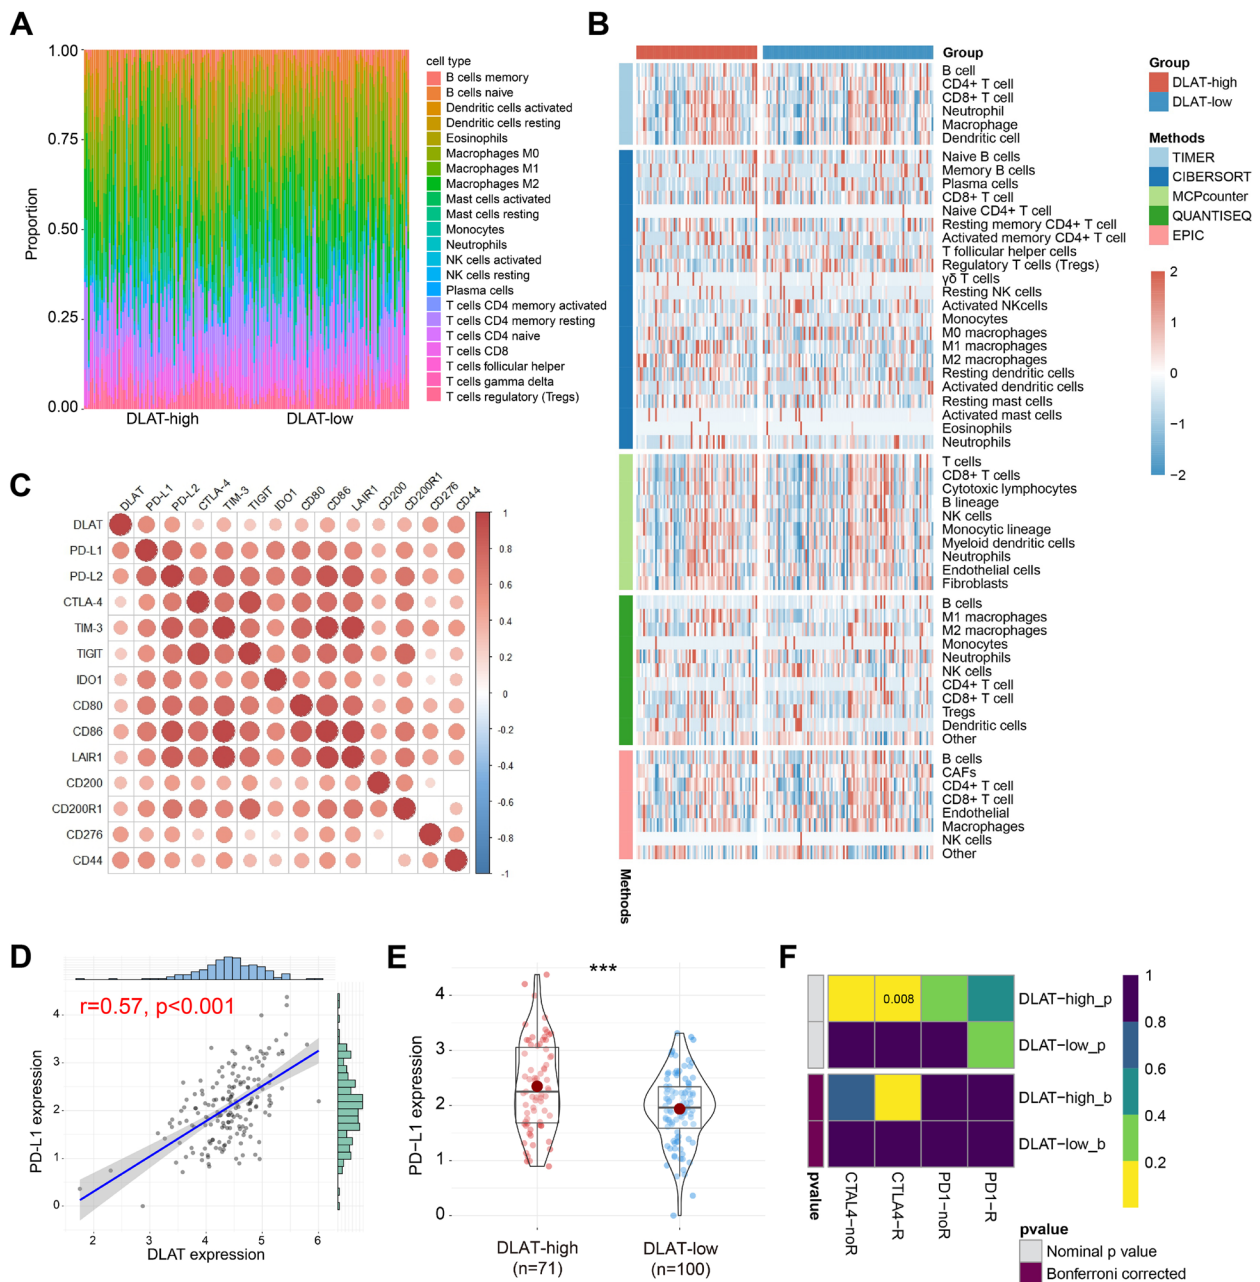 A
1.00
0.75
0.50
0.25
0.00
Proportion
DLAT-high
DLAT-low
cell type
B cells memory
B cells naive
Dendritic cells activated
Dendritic cells resting
Eosinophils
Macrophages M0
Macrophages M1
Macrophages M2
Mast cells activated
Mast cells resting
Monocytes
Neutrophils
NK cells activated
NK cells resting
Plasma cells
T cells CD4 memory activated
T cells CD4 memory resting
T cells CD4 naive
T cells CD8
T cells follicular helper
T cells gamma delta
T cells regulatory (Tregs)
B
Group
B cell
CD4+ T cell
CD8+ T cell
Neutrophil
Macrophage
Dendritic cell
Naive B cells
Memory B cells
Plasma cells
CD8+ T cell
Naive CD4+ T cell
Resting memory CD4+ T cell
Activated memory CD4+ T cell
T follicular helper cells
Regulatory T cells (Tregs)
γδ T cells
Resting NK cells
Activated NKcells
Monocytes
M0 macrophages
M1 macrophages
M2 macrophages
Resting dendritic cells
Activated dendritic cells
Resting mast cells
Activated mast cells
Eosinophils
Neutrophils
T cells
CD8+ T cells
Cytotoxic lymphocytes
B lineage
NK cells
Monocytic lineage
Myeloid dendritic cells
Neutrophils
Endothelial cells
Fibroblasts
B cells
M1 macrophages
M2 macrophages
Monocytes
Neutrophils
NK cells
CD4+ T cell
CD8+ T cell
Tregs
Dendritic cells
Other
B cells
CAFs
CD4+ T cell
CD8+ T cell
Endothelial
Macrophages
NK cells
Other
Methods
Group
DLAT-high
DLAT-low
Methods
TIMER
CIBERSORT
MCPcounter
QUANTISEQ
EPIC
2
1
0
−1
−2
C
DLAT
PD-L1
PD-L2
CTLA-4
TIM-3
TIGIT
IDO1
CD80
CD86
LAIR1
CD200
CD200R1
CD276
CD44
DLAT
PD-L1
PD-L2
CTLA-4
TIM-3
TIGIT
IDO1
CD80
CD86
LAIR1
CD200
CD200R1
CD276
CD44
1
0.8
0.6
0.4
0.2
0
-0.2
-0.4
-0.6
-0.8
-1
D
r=0.57, p<0.001
PD-L1 expression
4
3
2
1
0
2
3
4
5
6
DLAT expression
E
***
PD−L1 expression
4
3
2
1
0
DLAT-high
(n=71)
DLAT-low
(n=100)
F
0.008
DLAT−high_p
DLAT−low_p
DLAT−high_b
DLAT−low_b
pvalue
CTAL4−noR
CTLA4−R
PD1−noR
PD1−R
1
0.8
0.6
0.4
0.2
pvalue
Nominal p value
Bonferroni corrected